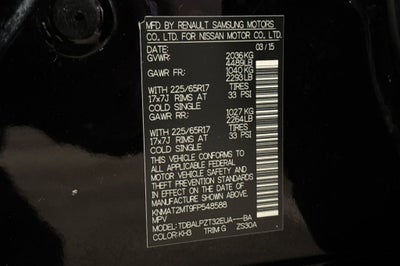 MFD BY RENAULT SAMSUNG MOTORS
CO, LTD. FOR NISSAN MOTOR CO, LTD.
DATE: 03/15
GVWR: 2036KG
4489LB
GAWR FR: 1040KG
2293LB
WITH 225/65R17 TIRES
17x7J RIMS AT 33 PSI
COLD SINGLE
GAWR RR: 1027KG
2264LB
WITH 225/65R17 TIRES
17x7J RIMS AT 33 PSI
COLD SINGLE
THIS VEHICLE CONFORMS TO ALL
APPLICABLE FEDERAL MOTOR
VEHICLE SAFETY AND THEFT
PREVENTION STANDARDS IN
EFFECT ON THE DATE OF
MANUFACTURE SHOWN ABOVE.
KNMAT2MT9FP548588
MPV
MODEL: TDBALPZT32EUA---BA
COLOR: KH3 TRIM: G ZS30A